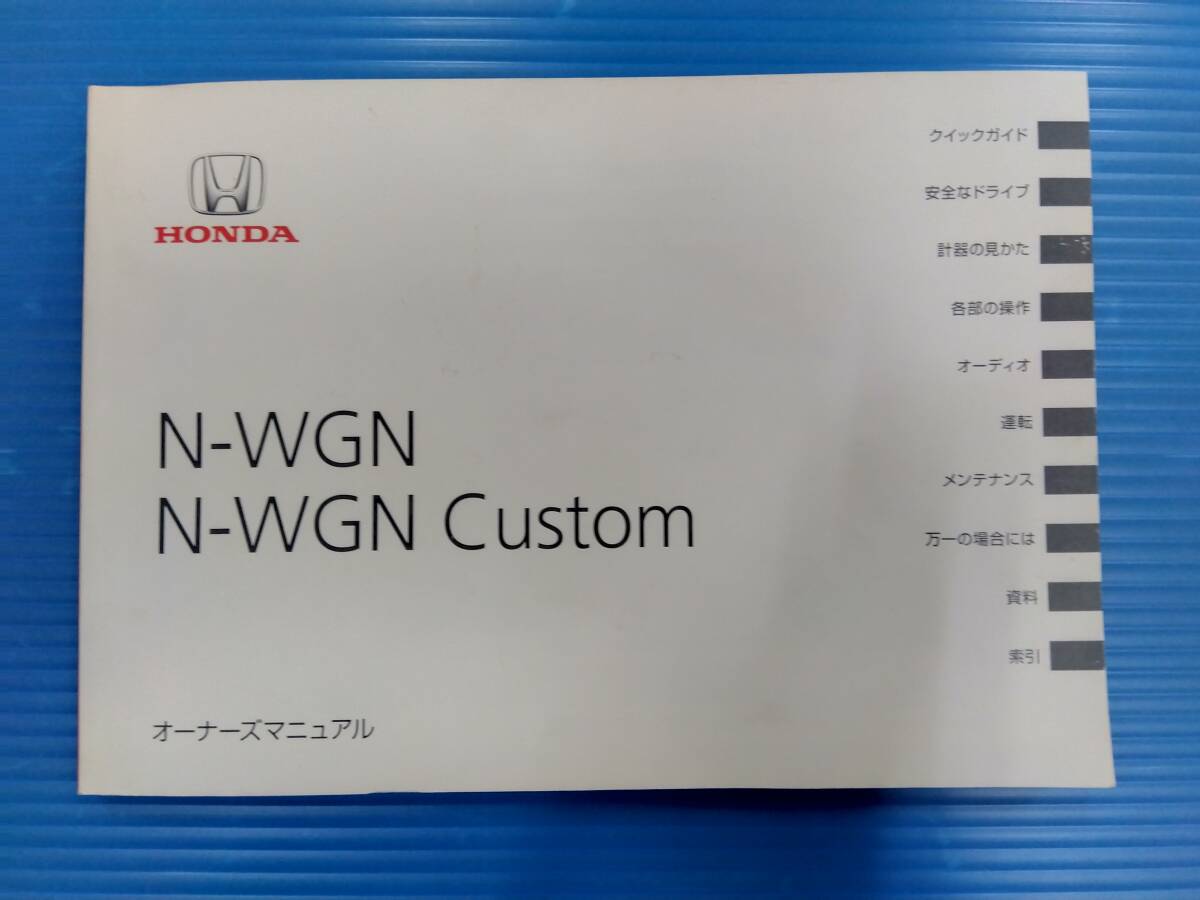 HONDA
N-WGN
N-WGN Custom
オーナーズマニュアル
クイックガイド
安全なドライブ
計器の見かた
各部の操作
オーディオ
運転
メンテナンス
万一の場合には
資料
索引